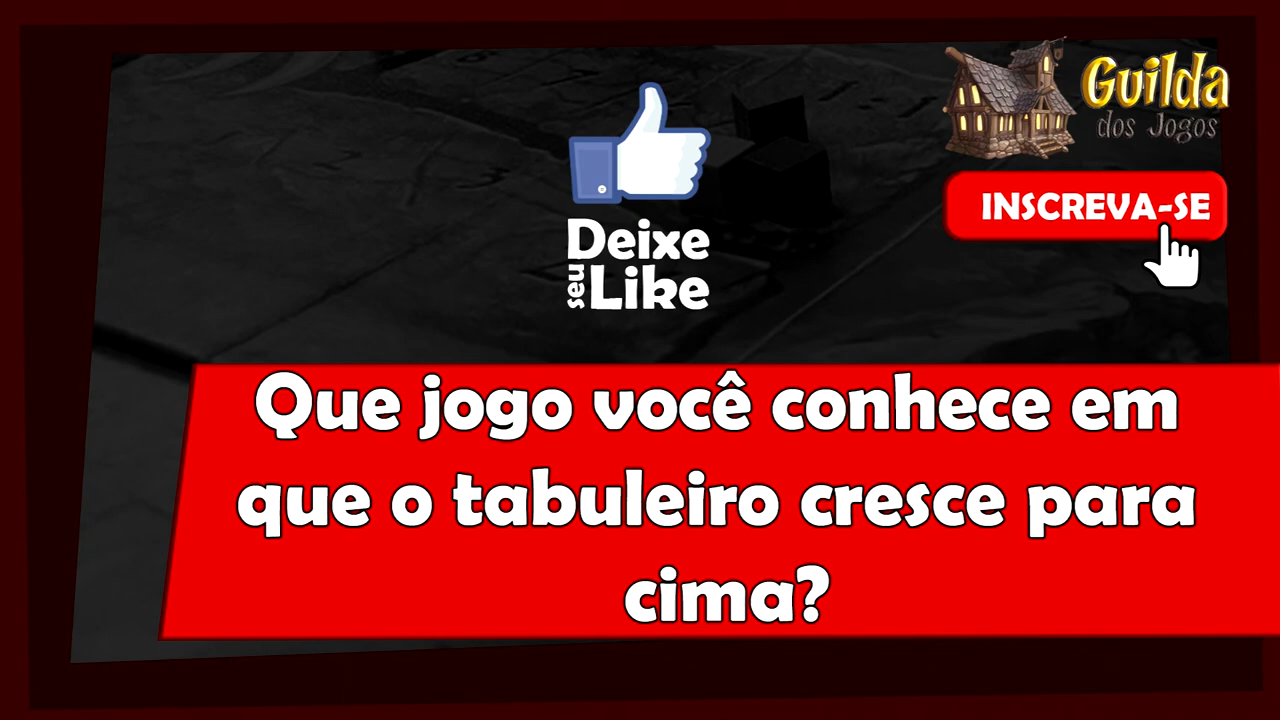 Guilda
dos Jogos
INSCREVA-SE
Deixe
seu Like
Que jogo você conhece em
que o tabuleiro cresce para
cima?